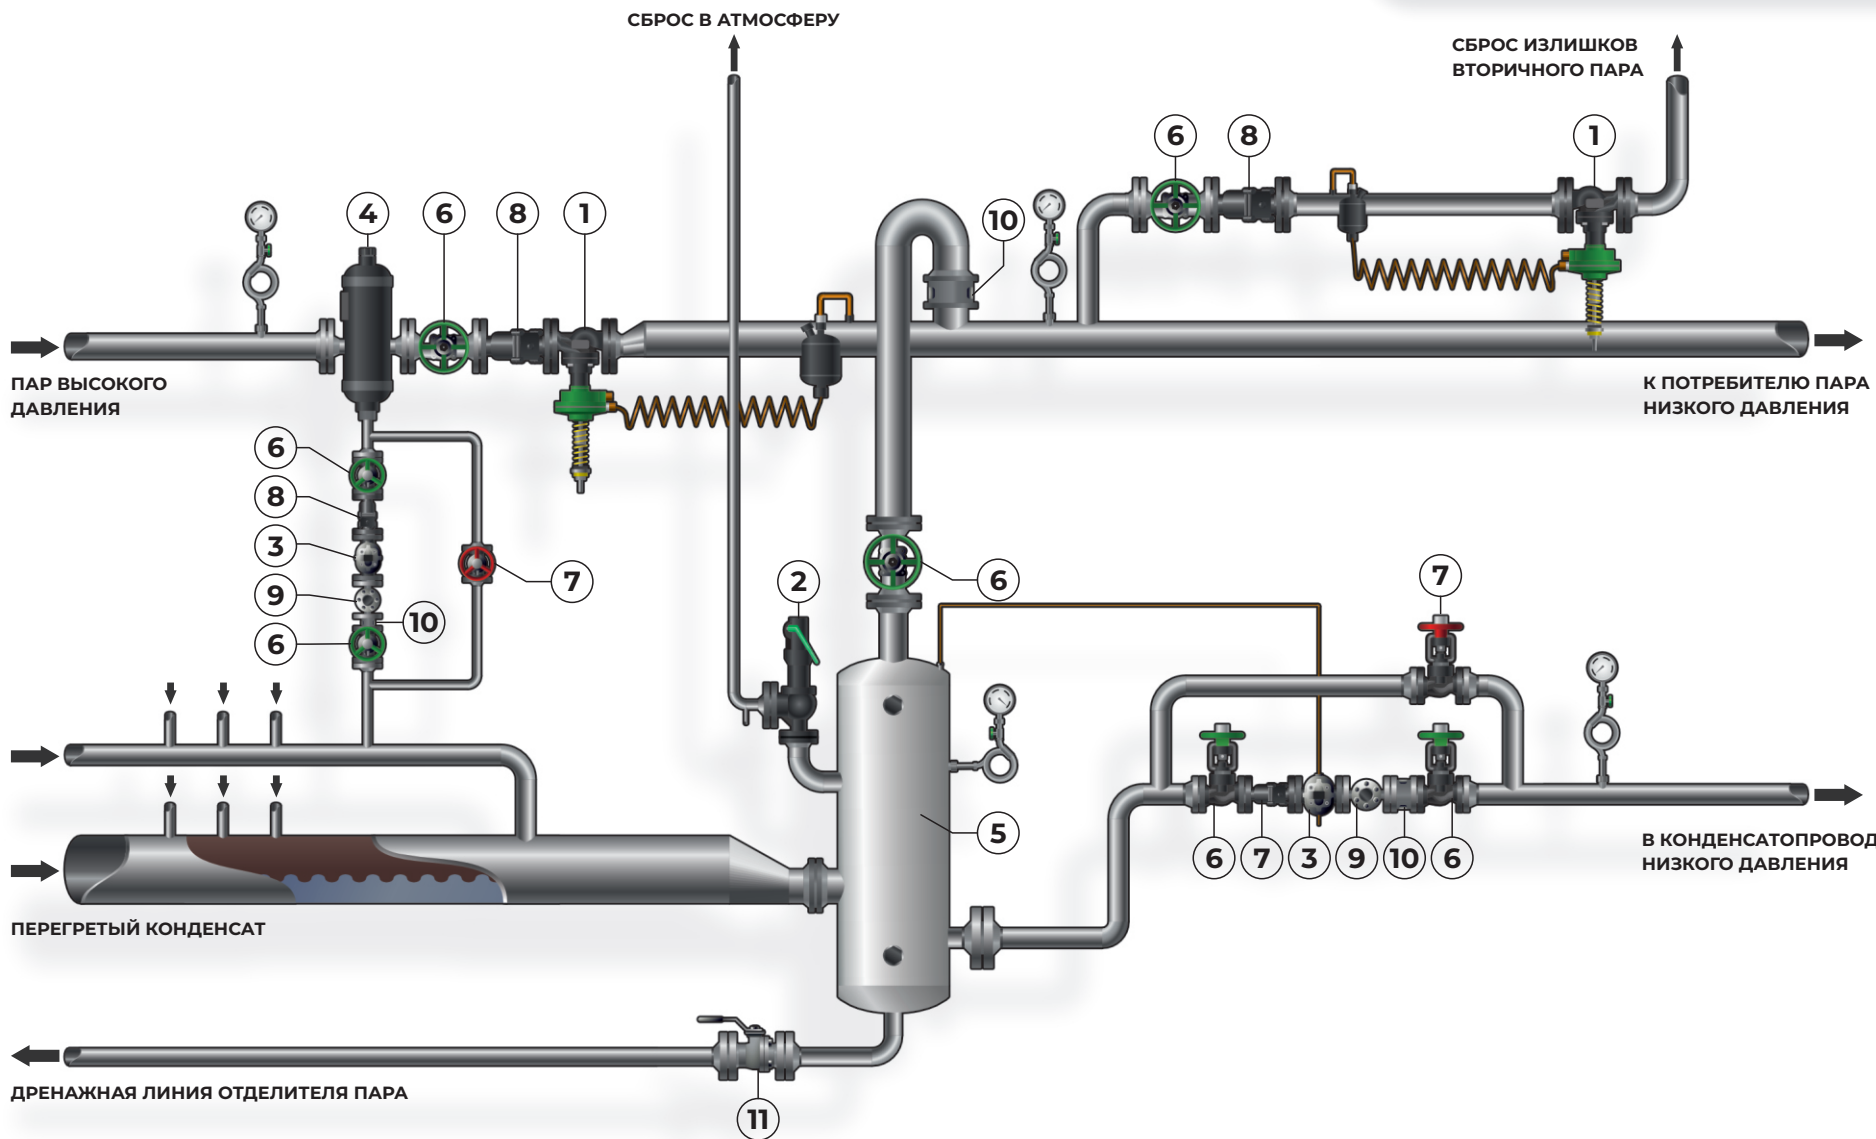 СБРОС В АТМОСФЕРУ
СБРОС ИЗЛИШКОВ
ВТОРИЧНОГО ПАРА
6
8
1
4
6
8
1
10
ПАР ВЫСОКОГО
ДАВЛЕНИЯ
К ПОТРЕБИТЕЛЮ ПАРА
НИЗКОГО ДАВЛЕНИЯ
6
8
3
9
6
10
7
2
6
7
5
6
7
3
9
10
6
В КОНДЕНСАТОПРОВОД
НИЗКОГО ДАВЛЕНИЯ
ПЕРЕГРЕТЫЙ КОНДЕНСАТ
ДРЕНАЖНАЯ ЛИНИЯ ОТДЕЛИТЕЛЯ ПАРА
11